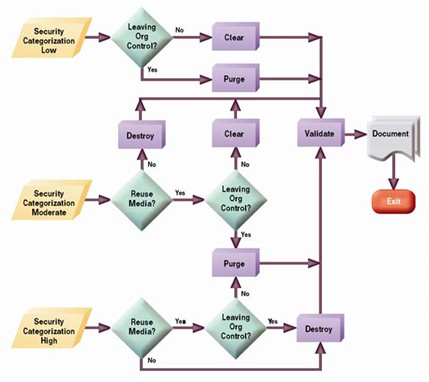 Security
Categorization
Low
Leaving
Org
Control?
No
Clear
Yes
Purge
Destroy
Clear
Validate
Document
No
No
Security
Categorization
Moderate
Reuse
Media?
Yes
Leaving
Org
Control?
Exit
Yes
Purge
No
Security
Categorization
High
Reuse
Media?
Yes
Leaving
Org
Control?
Yes
Destroy
No